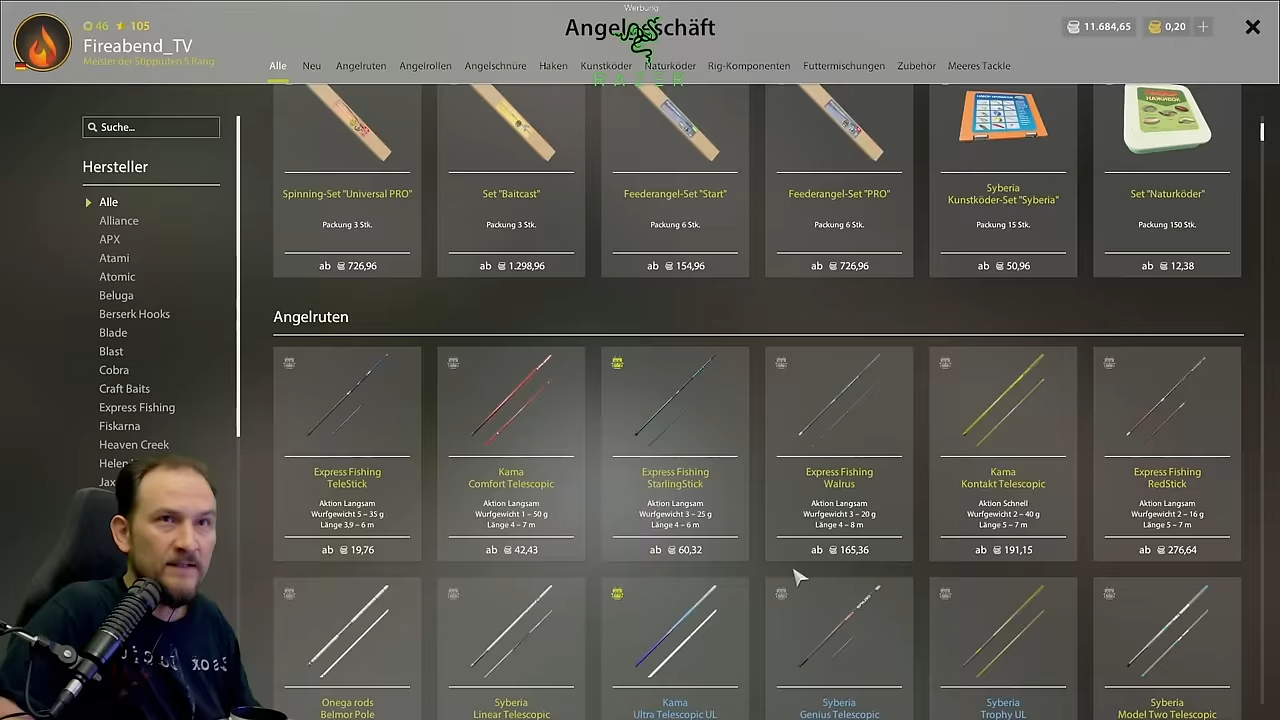 Werbung
46 105
Fireabend_TV
Meister der Stipprufen 5.Rang
Angelgeschäft
RAZER
11.684,65
0,20
Alle Neu Angelruten Angelrollen Angelschnüre Haken Kunstköder Naturköder Rig-Komponenten Futtermischungen Zubehör Meeres Tackle
Suche...
Hersteller
Alle
Alliance
APX
Atami
Atomic
Beluga
Berserk Hooks
Blade
Blast
Cobra
Craft Baits
Express Fishing
Fiskarna
Heaven Creek
Helen
Jax
НАЖИВОК
Spinning-Set "Universal PRO"
Packung 3 Stk.
ab 726,96
Set "Baitcast"
Packung 3 Stk.
ab 1.298,96
Feederangel-Set "Start"
Packung 6 Stk.
ab 154,96
Feederangel-Set "PRO"
Packung 6 Stk.
ab 726,96
Syberia
Kunstköder-Set "Syberia"
Packung 15 Stk.
ab 50,96
Set "Naturköder"
Packung 150 Stk.
ab 12,38
Angelruten
Express Fishing
TeleStick
Aktion Langsam
Wurfgewicht 5 – 35 g
Länge 3,9 – 6 m
ab 19,76
Kama
Comfort Telescopic
Aktion Langsam
Wurfgewicht 1 – 50 g
Länge 4 – 7 m
ab 42,43
Express Fishing
StarlingStick
Aktion Langsam
Wurfgewicht 3 – 25 g
Länge 4 – 6 m
ab 60,32
Express Fishing
Walrus
Aktion Langsam
Wurfgewicht 3 – 20 g
Länge 4 – 8 m
ab 165,36
Kama
Kontakt Telescopic
Aktion Schnell
Wurfgewicht 2 – 40 g
Länge 5 – 7 m
ab 191,15
Express Fishing
RedStick
Aktion Langsam
Wurfgewicht 2 – 16 g
Länge 5 – 7 m
ab 276,64
Onega rods
Belmor Pole
Syberia
Linear Telescopic
Kama
Ultra Telescopic UL
Syberia
Genius Telescopic
Syberia
Trophy UL
Syberia
Model Two Telescopic